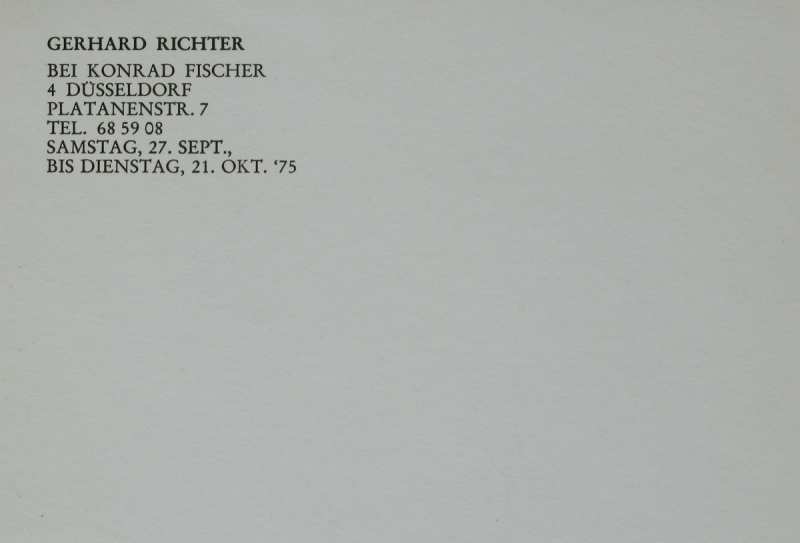 GERHARD RICHTER
BEI KONRAD FISCHER
4 DÜSSELDORF
PLATANENSTR. 7
TEL. 68 59 08
SAMSTAG, 27. SEPT.,
BIS DIENSTAG, 21. OKT. ‘75